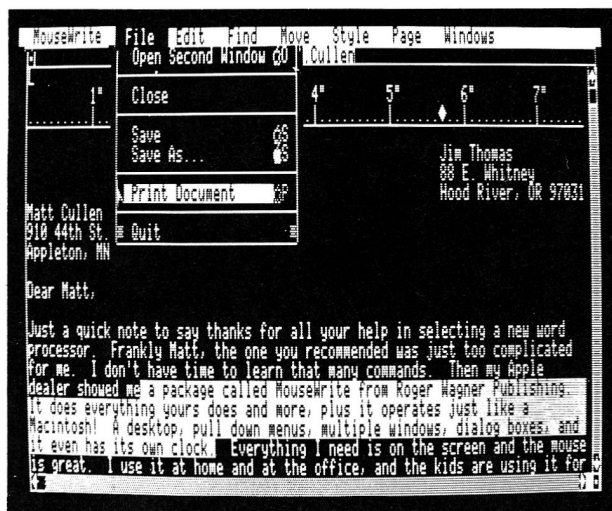 MouseWrite File Edit Find Move Style Page Windows
Open Second Window O .Cullen
Close
1" 4" 5" 6" 7"
Save S
Save As... S
Jim Thomas
88 E. Whitney
Print Document P
Hood River, OR 97031
Matt Cullen
910 44th St.
Quit
Appleton, MN
Dear Matt,
Just a quick note to say thanks for all your help in selecting a new word
processor.  Frankly Matt, the one you recommended was just too complicated
for me.  I don't have time to learn that many commands.  Then my Apple
dealer showed me a package called MouseWrite from Roger Wagner Publishing.
It does everything yours does and more, plus it operates just like a
Macintosh!  A desktop, pull down menus, multiple windows, dialog boxes, and
it even has its own clock.  Everything I need is on the screen and the mouse
is great.  I use it at home and at the office, and the kids are using it for